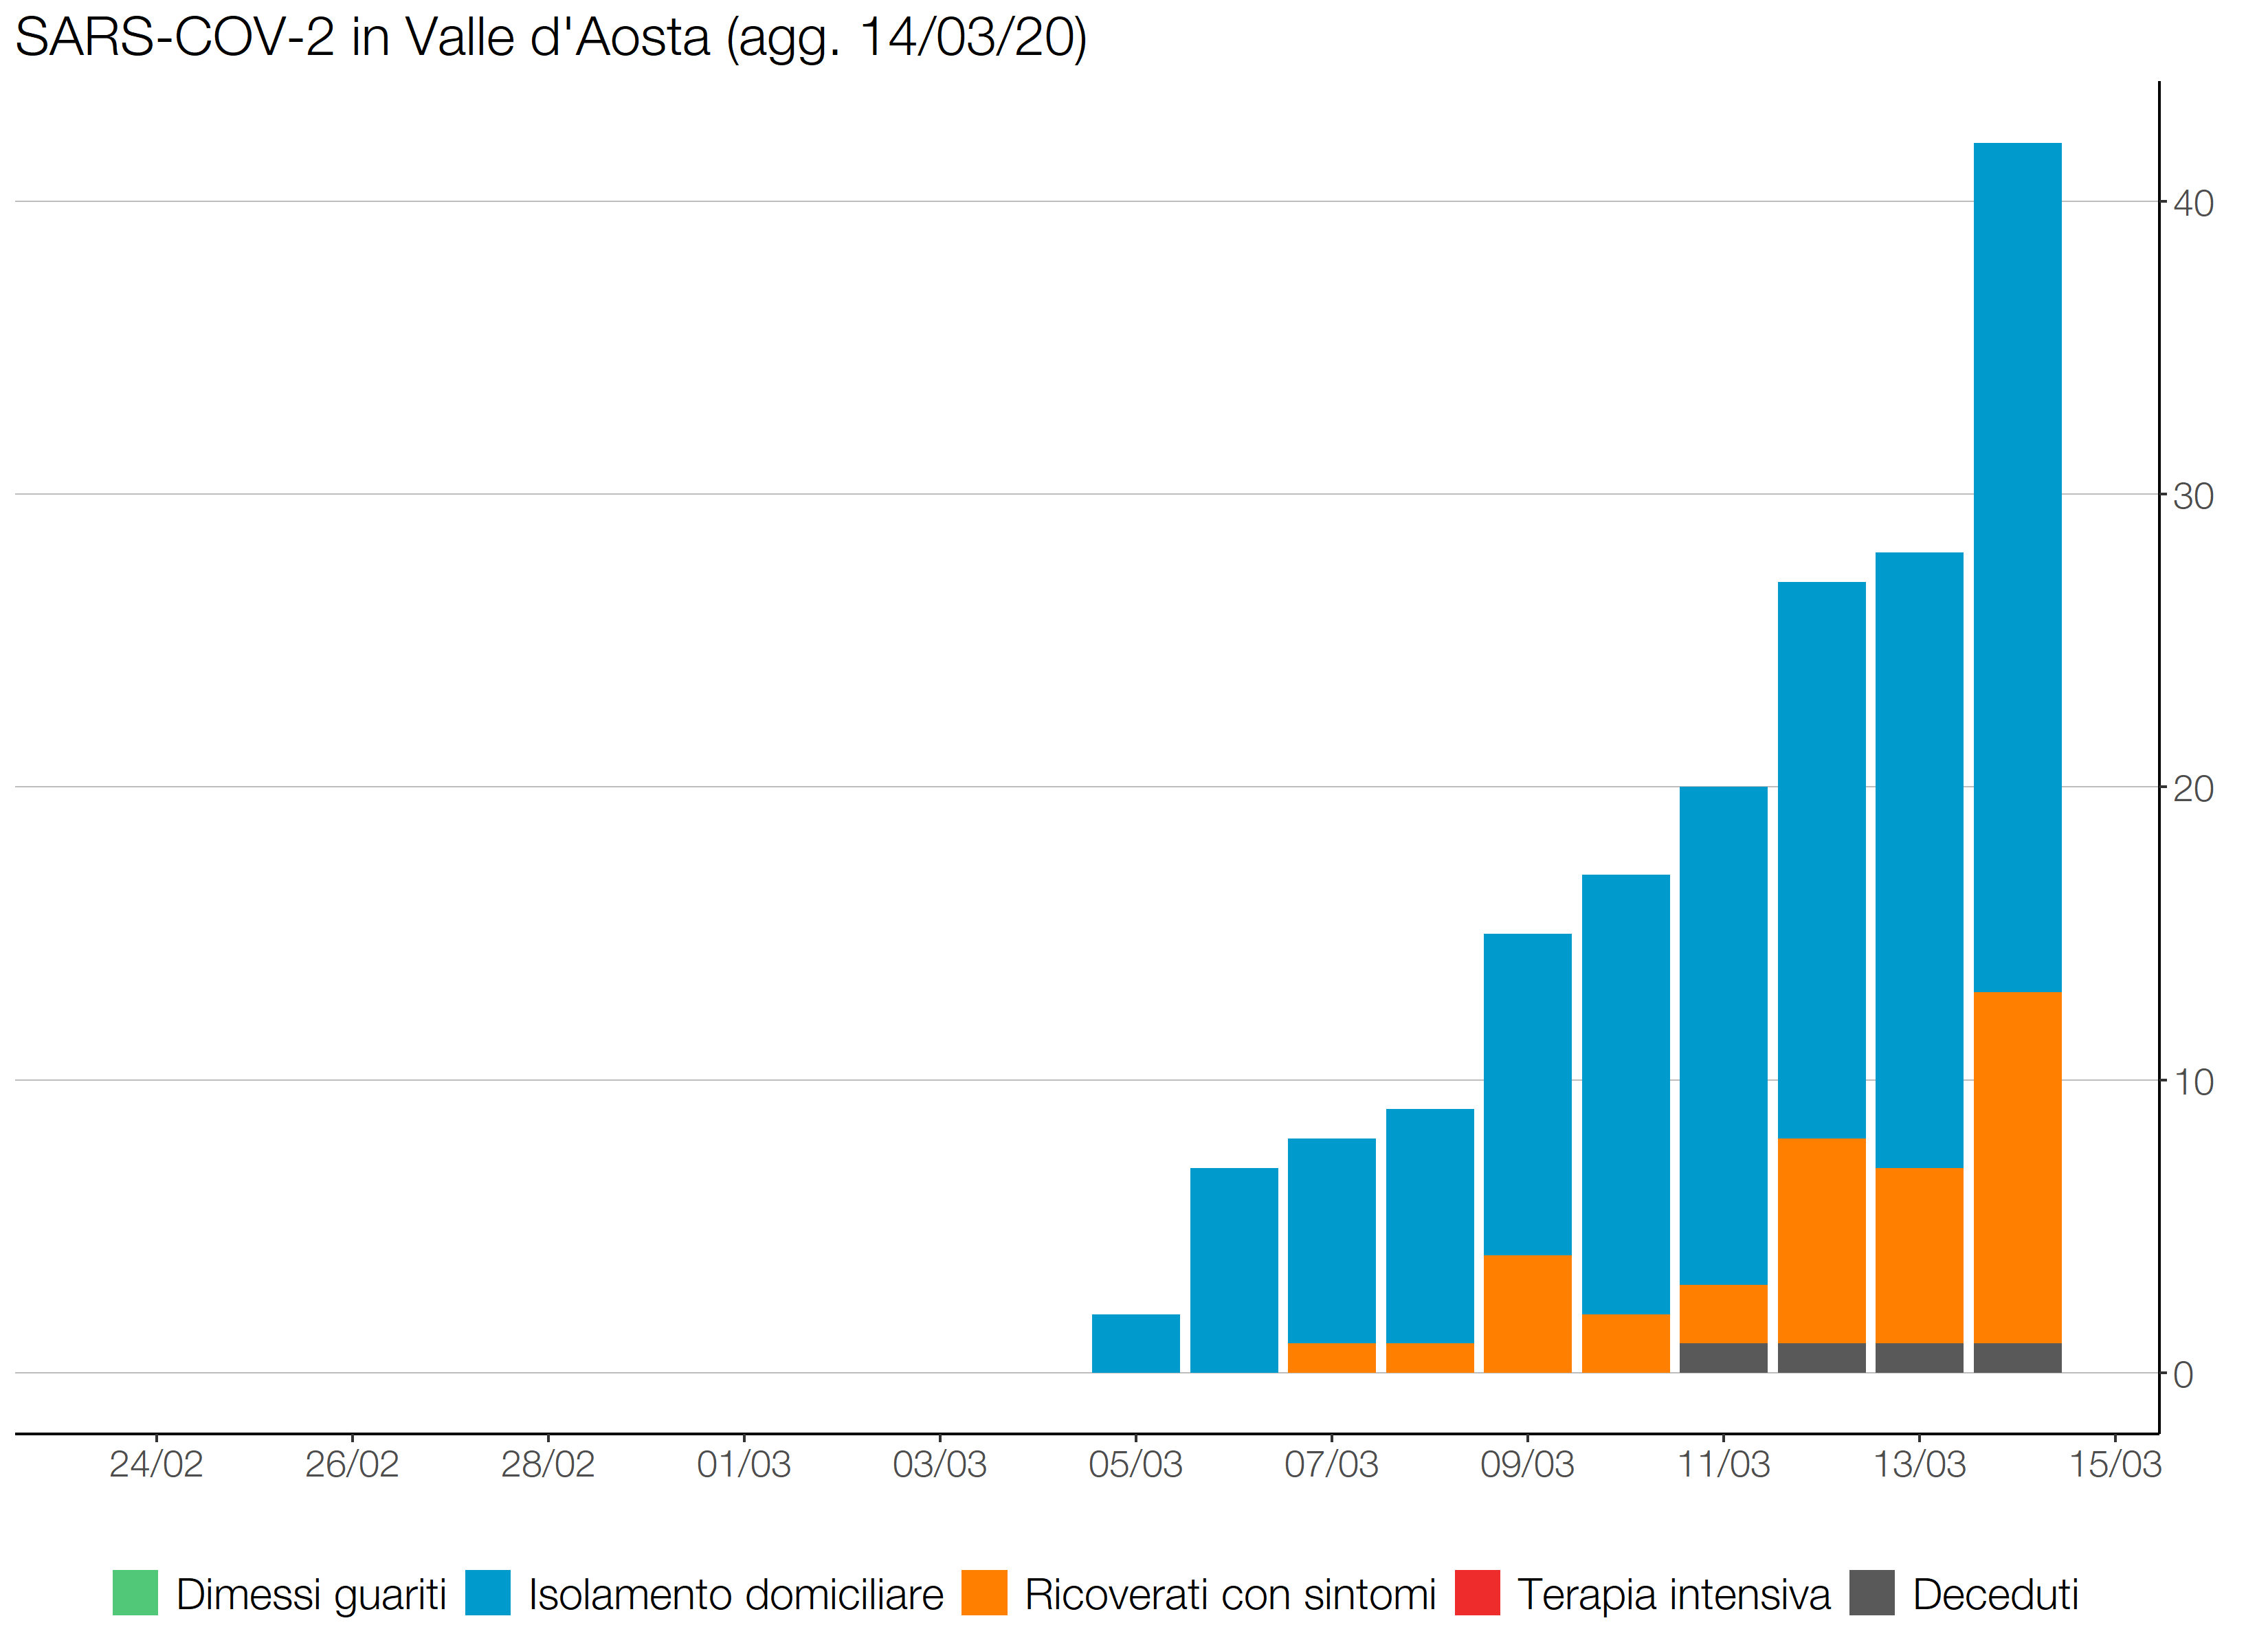 SARS-COV-2 in Valle d'Aosta (agg. 14/03/20)
40
30
20
10
0
24/02 26/02 28/02 01/03 03/03 05/03 07/03 09/03 11/03 13/03 15/03
Dimessi guariti Isolamento domiciliare Ricoverati con sintomi Terapia intensiva Deceduti